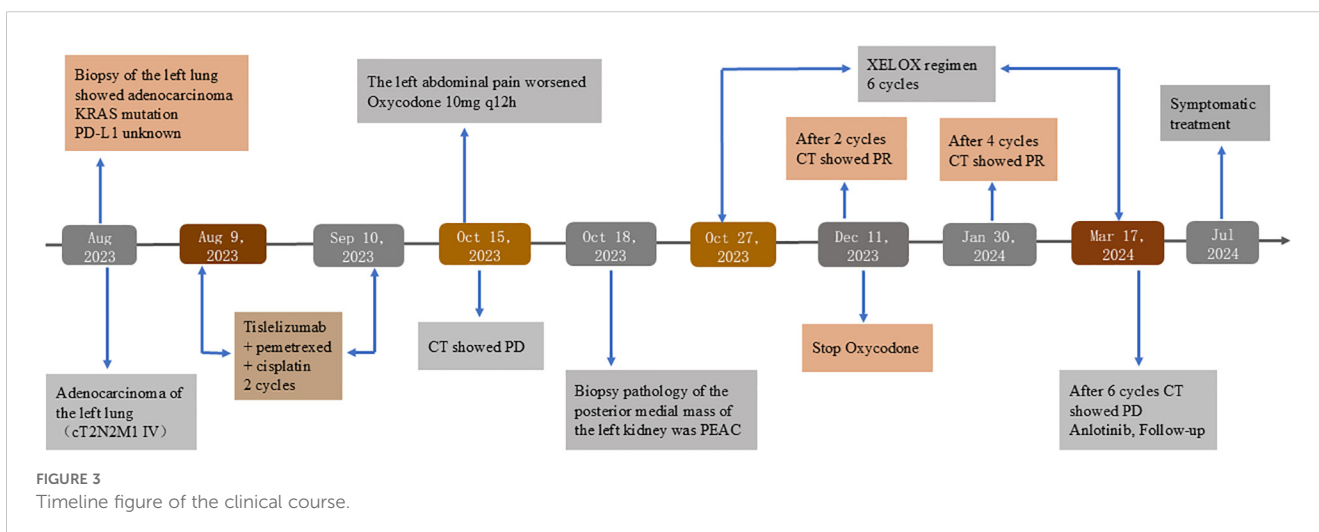 Biopsy of the left lung
showed adenocarcinoma
KRAS mutation
PD-L1 unknown
The left abdominal pain worsened
Oxycodone 10mg q12h
XELOX regimen
6 cycles
After 2 cycles
CT showed PR
After 4 cycles
CT showed PR
Symptomatic
treatment
Aug
2023
Aug 9,
2023
Sep 10,
2023
Oct 15,
2023
Oct 18,
2023
Oct 27,
2023
Dec 11,
2023
Jan 30,
2024
Mar 17,
2024
Jul
2024
Adenocarcinoma of
the left lung
（cT2N2M1 IV）
Tislelizumab
+ pemetrexed
+ cisplatin
2 cycles
CT showed PD
Biopsy pathology of the
posterior medial mass of
the left kidney was PEAC
Stop Oxycodone
After 6 cycles CT
showed PD
Anlotinib, Follow-up
FIGURE 3
Timeline figure of the clinical course.